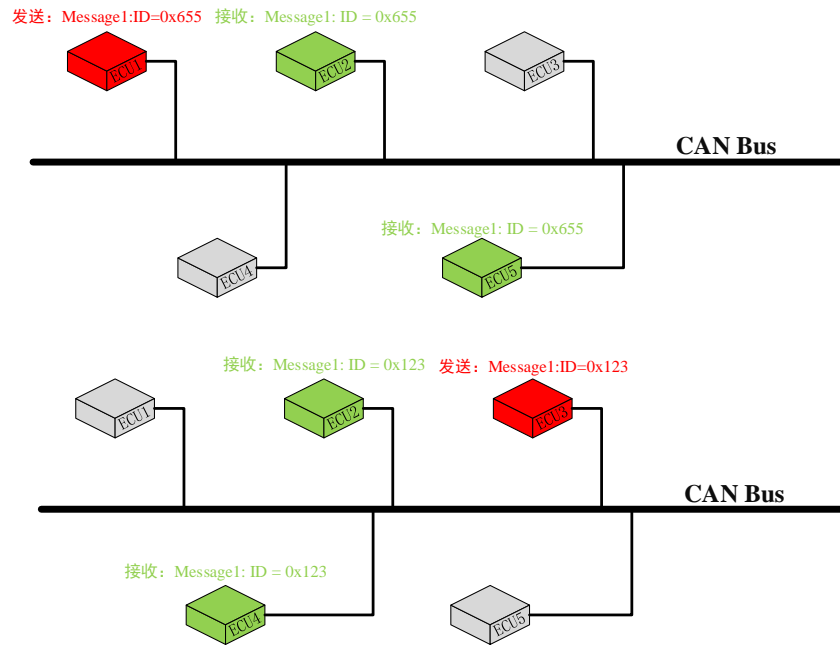 发送：Message1:ID=0x655 接收：Message1: ID = 0x655
ECU1 ECU2 ECU3
CAN Bus
接收：Message1: ID = 0x655
ECU4 ECU5
接收：Message1: ID = 0x123 发送：Message1:ID=0x123
ECU1 ECU2 ECU3
CAN Bus
接收：Message1: ID = 0x123
ECU4 ECU5